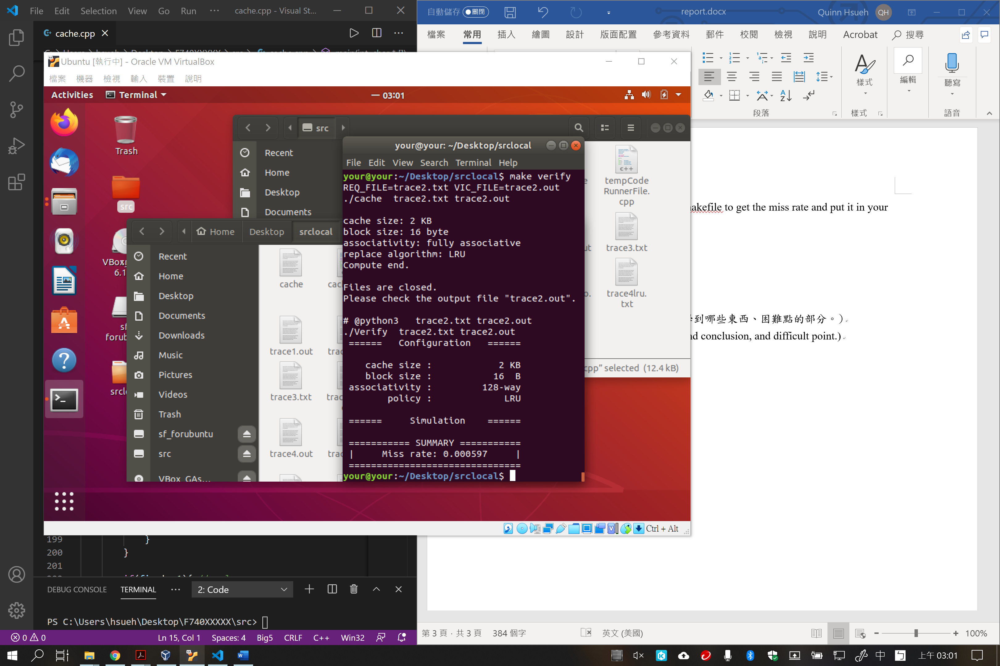 File Edit Selection View Go Run ··· cache.cpp - Visual St...
cache.cpp
Ubuntu [執行中] - Oracle VM VirtualBox
檔案 機器 檢視 輸入 裝置 說明
Activities Terminal 03:01
Trash
src
src
Recent
Home
Desktop
Documents
Home Desktop srclocal
Recent
Home
Desktop
Documents
Downloads
Music
Pictures
Videos
Trash
sf_forubuntu
src
VBox_GAs...
cache
trace1.out
trace3.txt
trace4.out
your@your: ~/Desktop/srclocal
File Edit View Search Terminal Help
your@your:~/Desktop/srclocal$ make verify
REQ_FILE=trace2.txt VIC_FILE=trace2.out
./cache  trace2.txt trace2.out
cache size: 2 KB
block size: 16 byte
associativity: fully associative
replace algorithm: LRU
Compute end.
Files are closed.
Please check the output file "trace2.out".
# @python3   trace2.txt trace2.out
./Verify  trace2.txt trace2.out
======   Configuration   ======
cache size :            2 KB
block size :           16  B
associativity :         128-way
policy :             LRU
======     Simulation    ======
=========== SUMMARY ===========
|     Miss rate: 0.000597     |
===============================
your@your:~/Desktop/srclocal$
tempCode
RunnerFile.
cpp
trace3.txt
trace4lru.
txt
cpp” selected (12.4 kB)
Ctrl + Alt
199 }
200 }
201
DEBUG CONSOLE TERMINAL ··· 2: Code
PS C:\Users\hsueh\Desktop\F740XXXXX\src>
0 0 Ln 15, Col 1 Spaces: 4 Big5 CRLF C++ Win32
自動儲存 關閉 report.docx Quinn Hsueh QH
檔案 常用 插入 繪圖 設計 版面配置 參考資料 郵件 校閱 檢視 說明 Acrobat 搜尋
樣式 編輯 聽寫
段落 樣式 語音
akefile to get the miss rate and put it in your
到哪些東西、困難點的部分。)
nd conclusion, and difficult point.)
第 3 頁，共 3 頁 384 個字 英文 (美國) 100%
中 上午 03:01